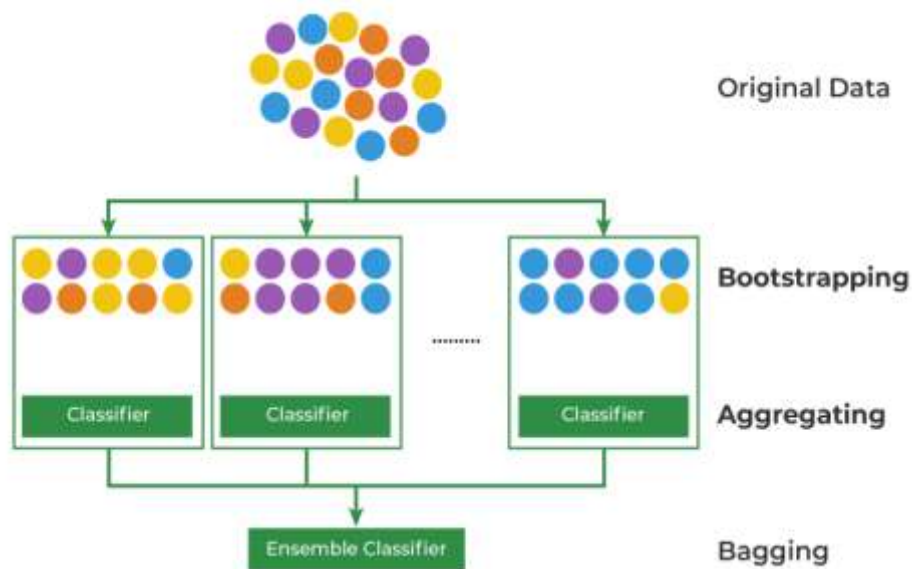 Original Data
Bootstrapping
.........
Classifier
Classifier
Classifier
Aggregating
Ensemble Classifier
Bagging